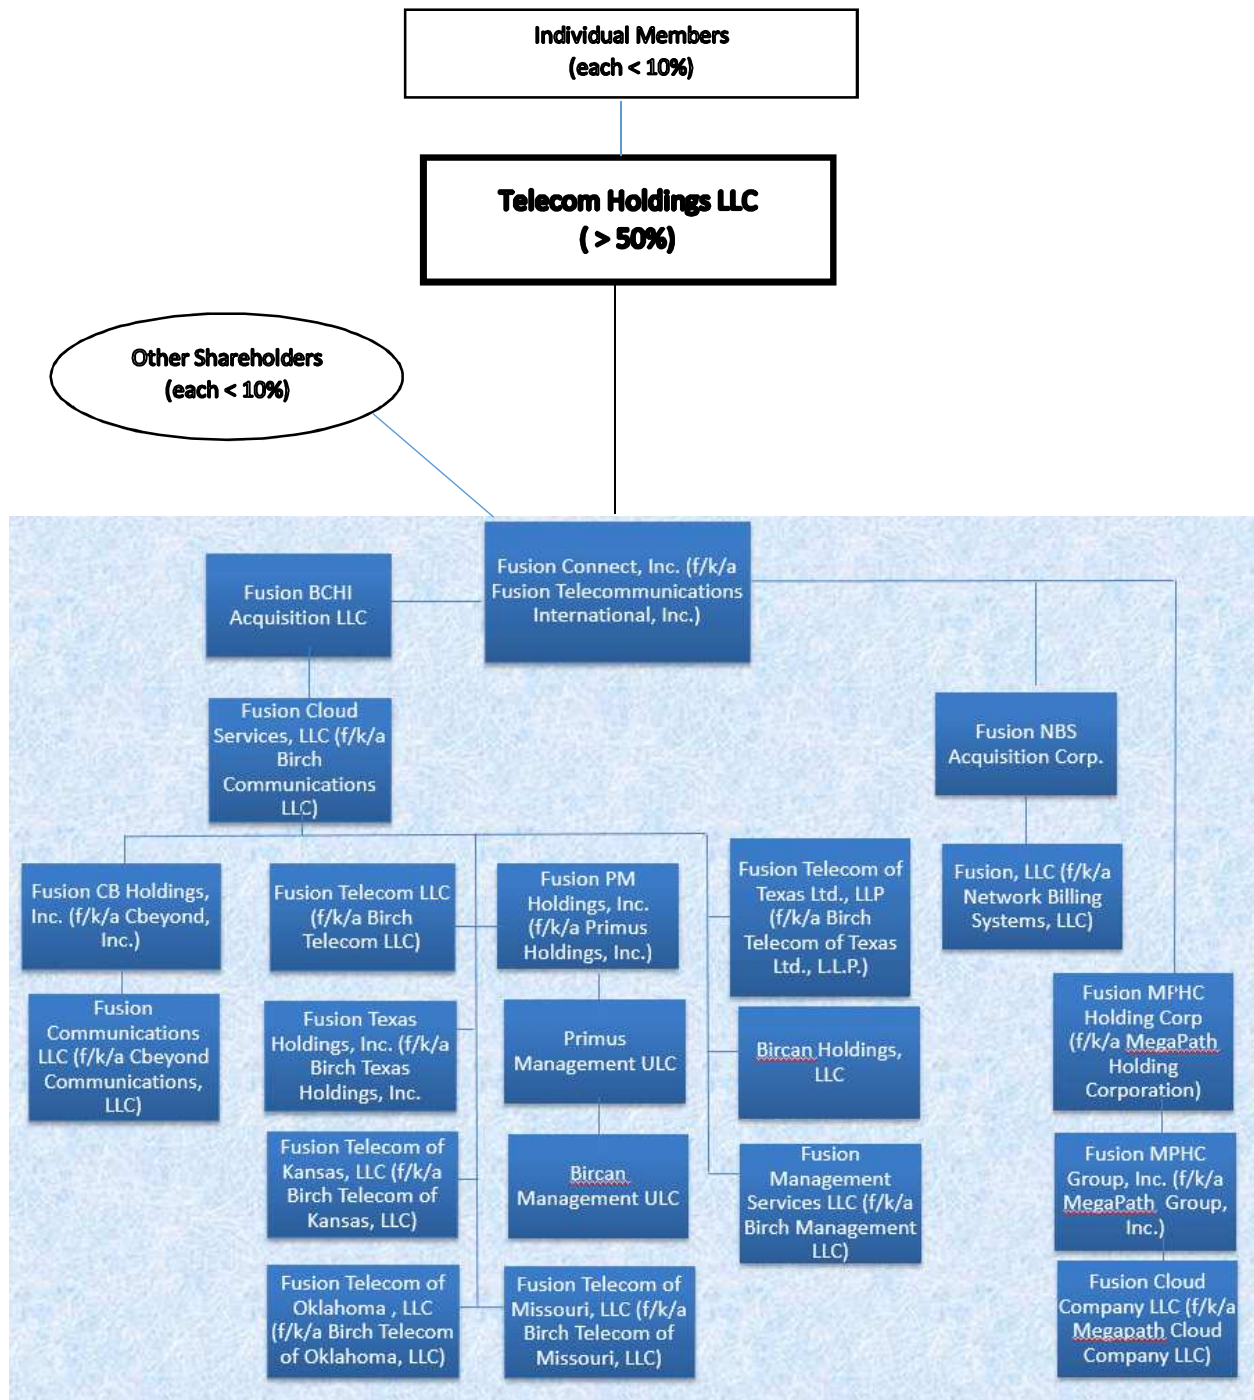 Individual Members
(each < 10%)
Telecom Holdings LLC
( > 50%)
Other Shareholders
(each < 10%)
Fusion Connect, Inc. (f/k/a
Fusion Telecommunications
International, Inc.)
Fusion BCHI
Acquisition LLC
Fusion Cloud
Services, LLC (f/k/a
Birch
Communications
LLC)
Fusion NBS
Acquisition Corp.
Fusion CB Holdings,
Inc. (f/k/a Cbeyond,
Inc.)
Fusion Telecom LLC
(f/k/a Birch
Telecom LLC)
Fusion PM
Holdings, Inc.
(f/k/a Primus
Holdings, Inc.)
Fusion Telecom of
Texas Ltd., LLP
(f/k/a Birch
Telecom of Texas
Ltd., L.L.P.)
Fusion, LLC (f/k/a
Network Billing
Systems, LLC)
Fusion
Communications
LLC (f/k/a Cbeyond
Communications,
LLC)
Fusion Texas
Holdings, Inc. (f/k/a
Birch Texas
Holdings, Inc.
Primus
Management ULC
Bircan Holdings,
LLC
Fusion MPHC
Holding Corp
(f/k/a MegaPath
Holding
Corporation)
Fusion Telecom of
Kansas, LLC (f/k/a
Birch Telecom of
Kansas, LLC)
Bircan
Management ULC
Fusion
Management
Services LLC (f/k/a
Birch Management
LLC)
Fusion MPHC
Group, Inc. (f/k/a
MegaPath Group,
Inc.)
Fusion Telecom of
Oklahoma , LLC
(f/k/a Birch Telecom
of Oklahoma, LLC)
Fusion Telecom of
Missouri, LLC (f/k/a
Birch Telecom of
Missouri, LLC)
Fusion Cloud
Company LLC (f/k/a
Megapath Cloud
Company LLC)